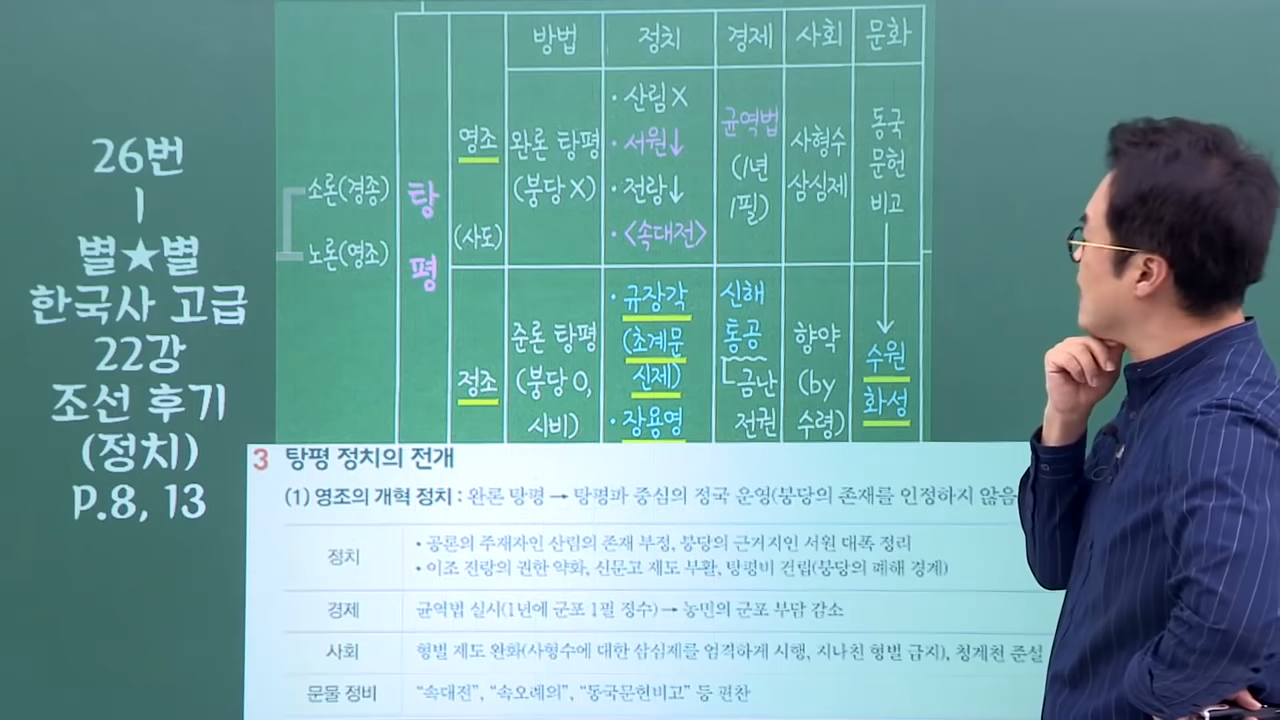 26번
별★별
한국사 고급
22강
조선 후기
(정치)
P.8, 13
소론(경종)
노론(영조)
탕
평
방법
정치
경제
사회
문화
영조
(사도)
완론 탕평
(붕당 X)
· 산림 X
· 서원↓
· 전랑↓
· <속대전>
균역법
(1년
1필)
사형수
삼심제
동국
문헌
비고
정조
준론 탕평
(붕당 O,
시비)
· 규장각
(초계문
신제)
· 장용영
신해
통공
금난
전권
향약
(by
수령)
수원
화성
3 탕평 정치의 전개
(1) 영조의 개혁 정치 : 완론 탕평 → 탕평파 중심의 정국 운영(붕당의 존재를 인정하지 않음
정치
• 공론의 주재자인 산림의 존재 부정, 붕당의 근거지인 서원 대폭 정리
• 이조 전랑의 권한 약화, 신문고 제도 부활, 탕평비 건립(붕당의 폐해 경계)
경제
균역법 실시(1년에 군포 1필 징수) → 농민의 군포 부담 감소
사회
형벌 제도 완화(사형수에 대한 삼심제를 엄격하게 시행, 지나친 형벌 금지), 청계천 준설
문물 정비
“속대전”, “속오례의”, “동국문헌비고” 등 편찬